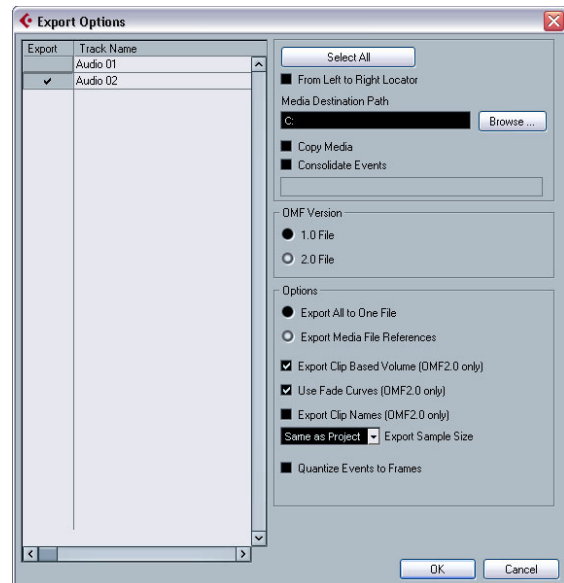 Export Options
Export Track Name
Audio 01
Audio 02
Select All
From Left to Right Locator
Media Destination Path
C:
Browse ...
Copy Media
Consolidate Events
OMF Version
1.0 File
2.0 File
Options
Export All to One File
Export Media File References
Export Clip Based Volume (OMF2.0 only)
Use Fade Curves (OMF2.0 only)
Export Clip Names (OMF2.0 only)
Same as Project Export Sample Size
Quantize Events to Frames
OK Cancel